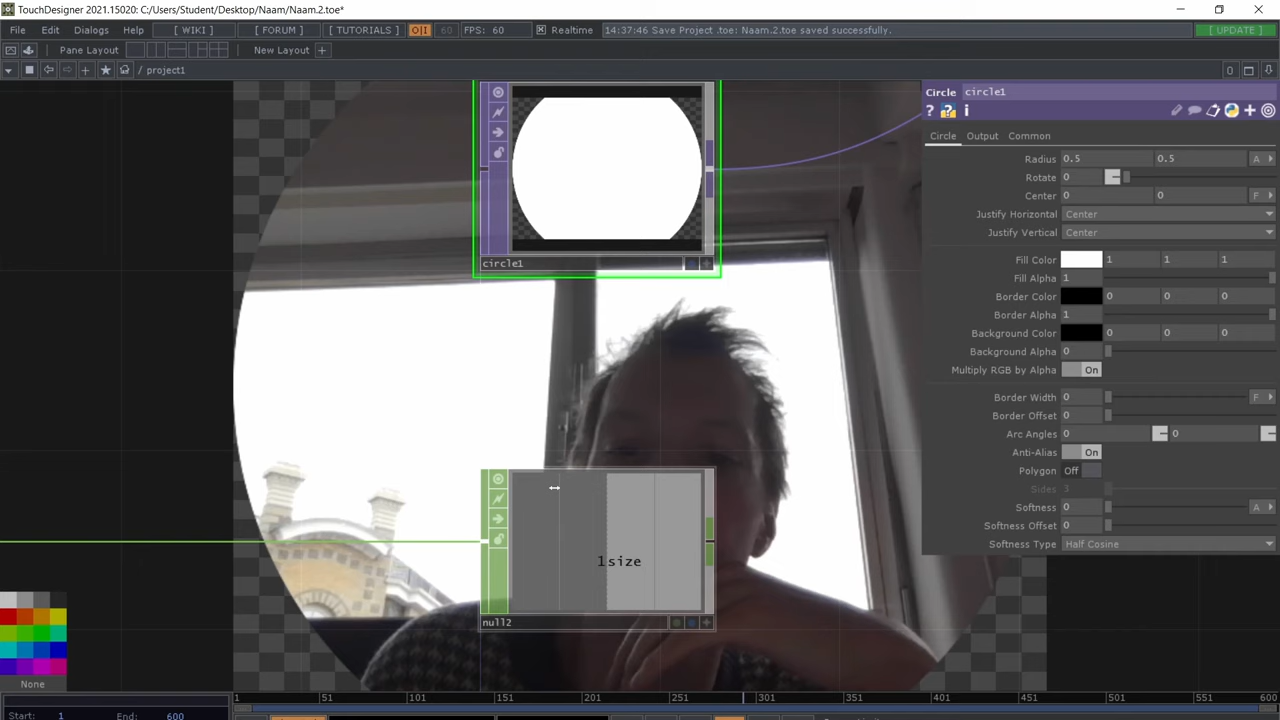 TouchDesigner 2021.15020: C:/Users/Student/Desktop/Naam/Naam.2.toe*
File Edit Dialogs Help [ WIKI ] [ FORUM ] [ TUTORIALS ] O|I 60 FPS: 60 Realtime 14:37:46 Save Project .toe: Naam.2.toe saved successfully. [ UPDATE ]
Pane Layout New Layout +
/ project1 0
Circle circle1
? ? i
Circle Output Common
Radius 0.5 0.5 A
Rotate 0
Center 0 0 F
Justify Horizontal Center
Justify Vertical Center
Fill Color 1 1 1
Fill Alpha 1
Border Color 0 0 0
Border Alpha 1
Background Color 0 0 0
Background Alpha 0
Multiply RGB by Alpha On
Border Width 0 F
Border Offset 0
Arc Angles 0 0
Anti-Alias On
Polygon Off
Sides 3
Softness 0 A
Softness Offset 0
Softness Type Half Cosine
circle1
1 size
null2
None
1 51 101 151 201 251 301 351 401 451 501 551 600
Start: 1 End: 600